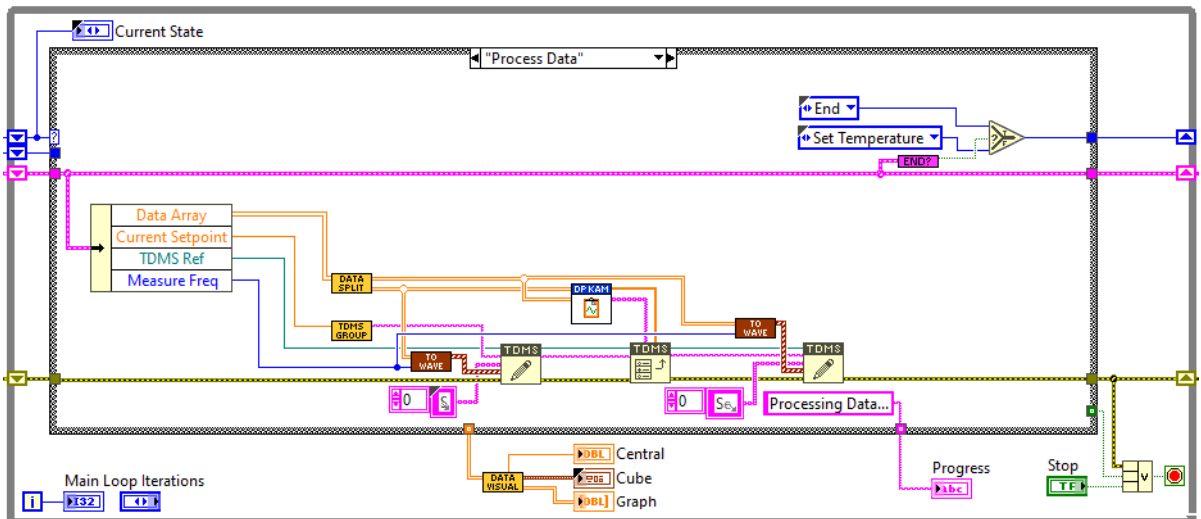 Current State
"Process Data"
?
End
Set Temperature
T
?
F
END?
Data Array
Current Setpoint
TDMS Ref
Measure Freq
DATA
SPLIT
DP KAM
TDMS
GROUP
TO
WAVE
TO
WAVE
TDMS
TDMS
TDMS
0
S
0
Se
Processing Data...
DATA
VISUAL
DBL
Central
Cube
DBL]
Graph
Main Loop Iterations
i
I32
Progress
abc
Stop
TF
V